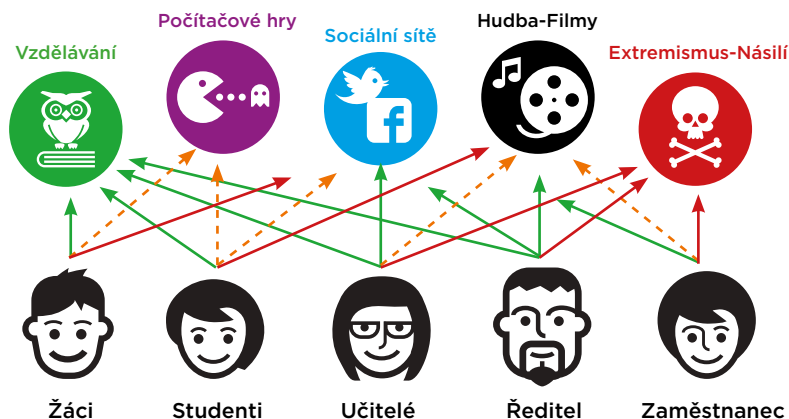 Vzdělávání
Počítačové hry
Sociální sítě
Hudba-Filmy
Extremismus-Násilí
f
Žáci
Studenti
Učitelé
Ředitel
Zaměstnanec